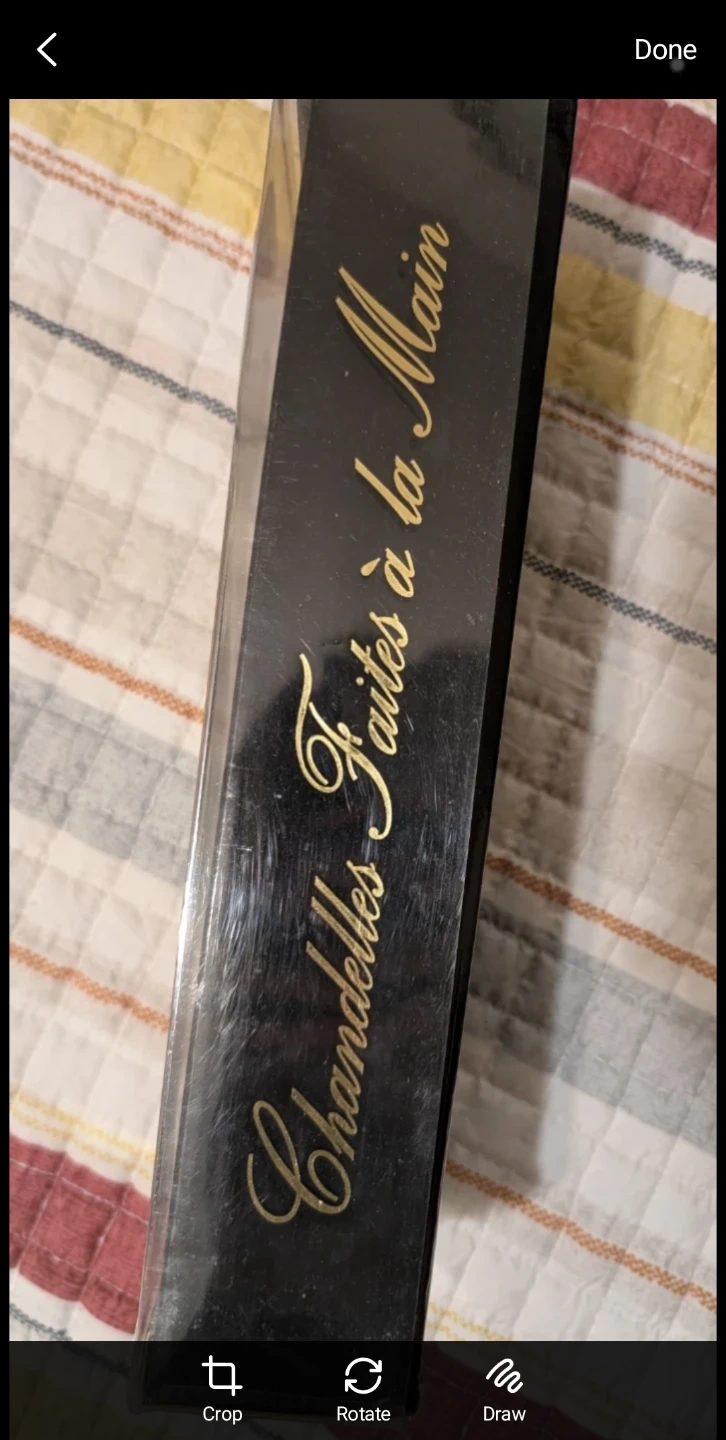 Done
Chandelles Faites à la Main
Crop Rotate Draw